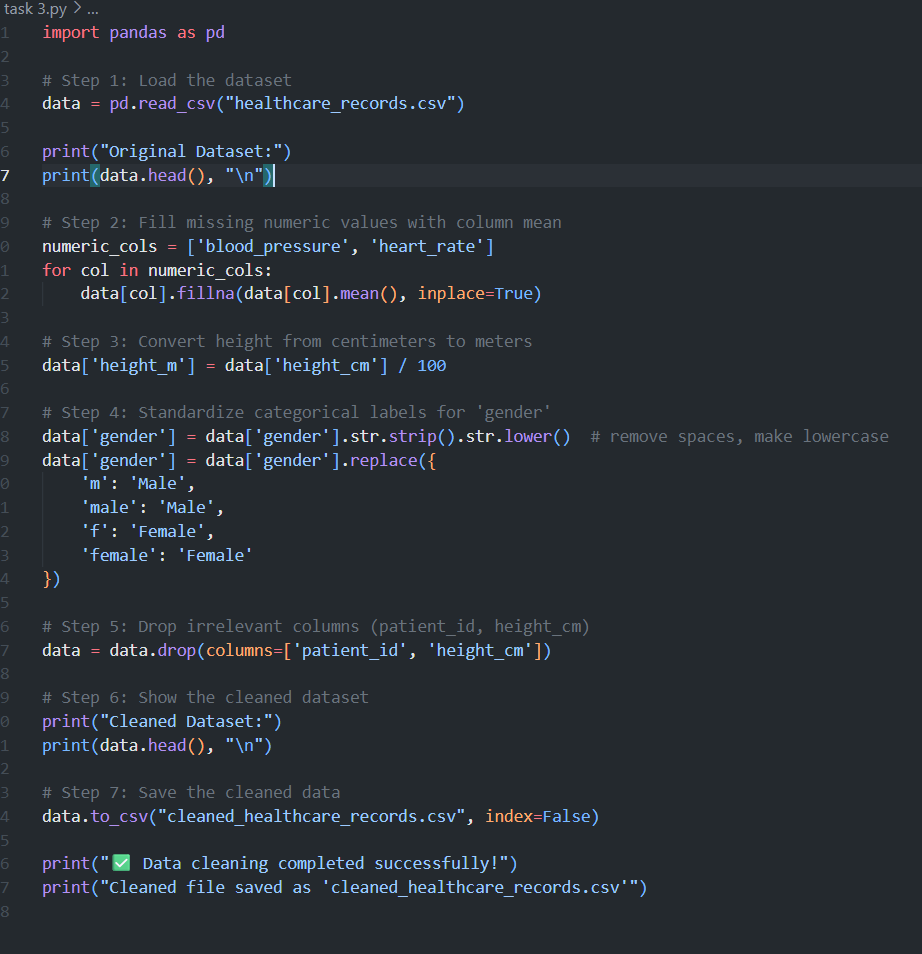 task 3.py > ...
1 import pandas as pd
2
3 # Step 1: Load the dataset
4 data = pd.read_csv("healthcare_records.csv")
5
6 print("Original Dataset:")
7 print(data.head(), "\n")
8
9 # Step 2: Fill missing numeric values with column mean
0 numeric_cols = ['blood_pressure', 'heart_rate']
1 for col in numeric_cols:
2     data[col].fillna(data[col].mean(), inplace=True)
3
4 # Step 3: Convert height from centimeters to meters
5 data['height_m'] = data['height_cm'] / 100
6
7 # Step 4: Standardize categorical labels for 'gender'
8 data['gender'] = data['gender'].str.strip().str.lower()  # remove spaces, make lowercase
9 data['gender'] = data['gender'].replace({
0     'm': 'Male',
1     'male': 'Male',
2     'f': 'Female',
3     'female': 'Female'
4 })
5
6 # Step 5: Drop irrelevant columns (patient_id, height_cm)
7 data = data.drop(columns=['patient_id', 'height_cm'])
8
9 # Step 6: Show the cleaned dataset
0 print("Cleaned Dataset:")
1 print(data.head(), "\n")
2
3 # Step 7: Save the cleaned data
4 data.to_csv("cleaned_healthcare_records.csv", index=False)
5
6 print("✅ Data cleaning completed successfully!")
7 print("Cleaned file saved as 'cleaned_healthcare_records.csv'")
8